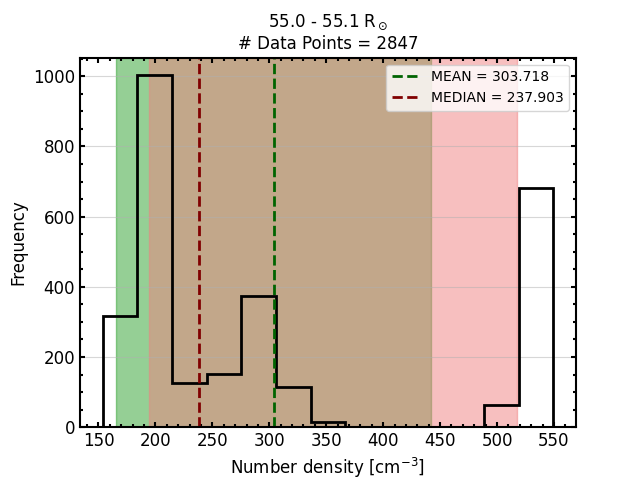 55.0 - 55.1 R⊙
# Data Points = 2847
MEAN = 303.718
MEDIAN = 237.903
1000
800
600
400
200
0
Frequency
150 200 250 300 350 400 450 500 550
Number density [cm⁻³]